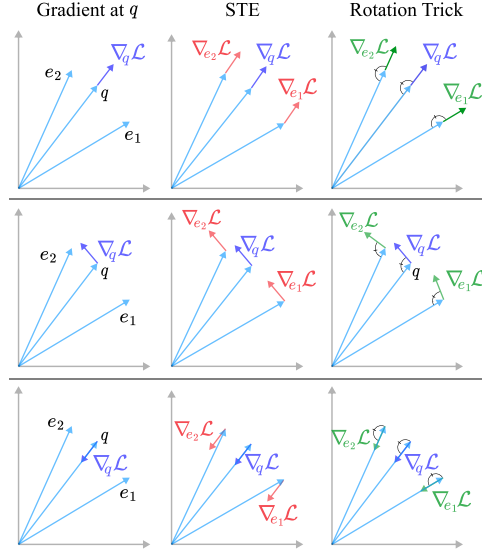 Gradient at q STE Rotation Trick
∇qℒ ∇e₂ℒ ∇qℒ ∇e₂ℒ ∇qℒ
e₂ q ∇e₁ℒ ∇e₁ℒ
e₁
∇qℒ ∇e₂ℒ ∇qℒ ∇e₂ℒ ∇qℒ
e₂ q ∇e₁ℒ q ∇e₁ℒ
e₁
e₂ q ∇e₂ℒ ∇e₂ℒ
∇qℒ ∇qℒ ∇qℒ
e₁ ∇e₁ℒ ∇e₁ℒ